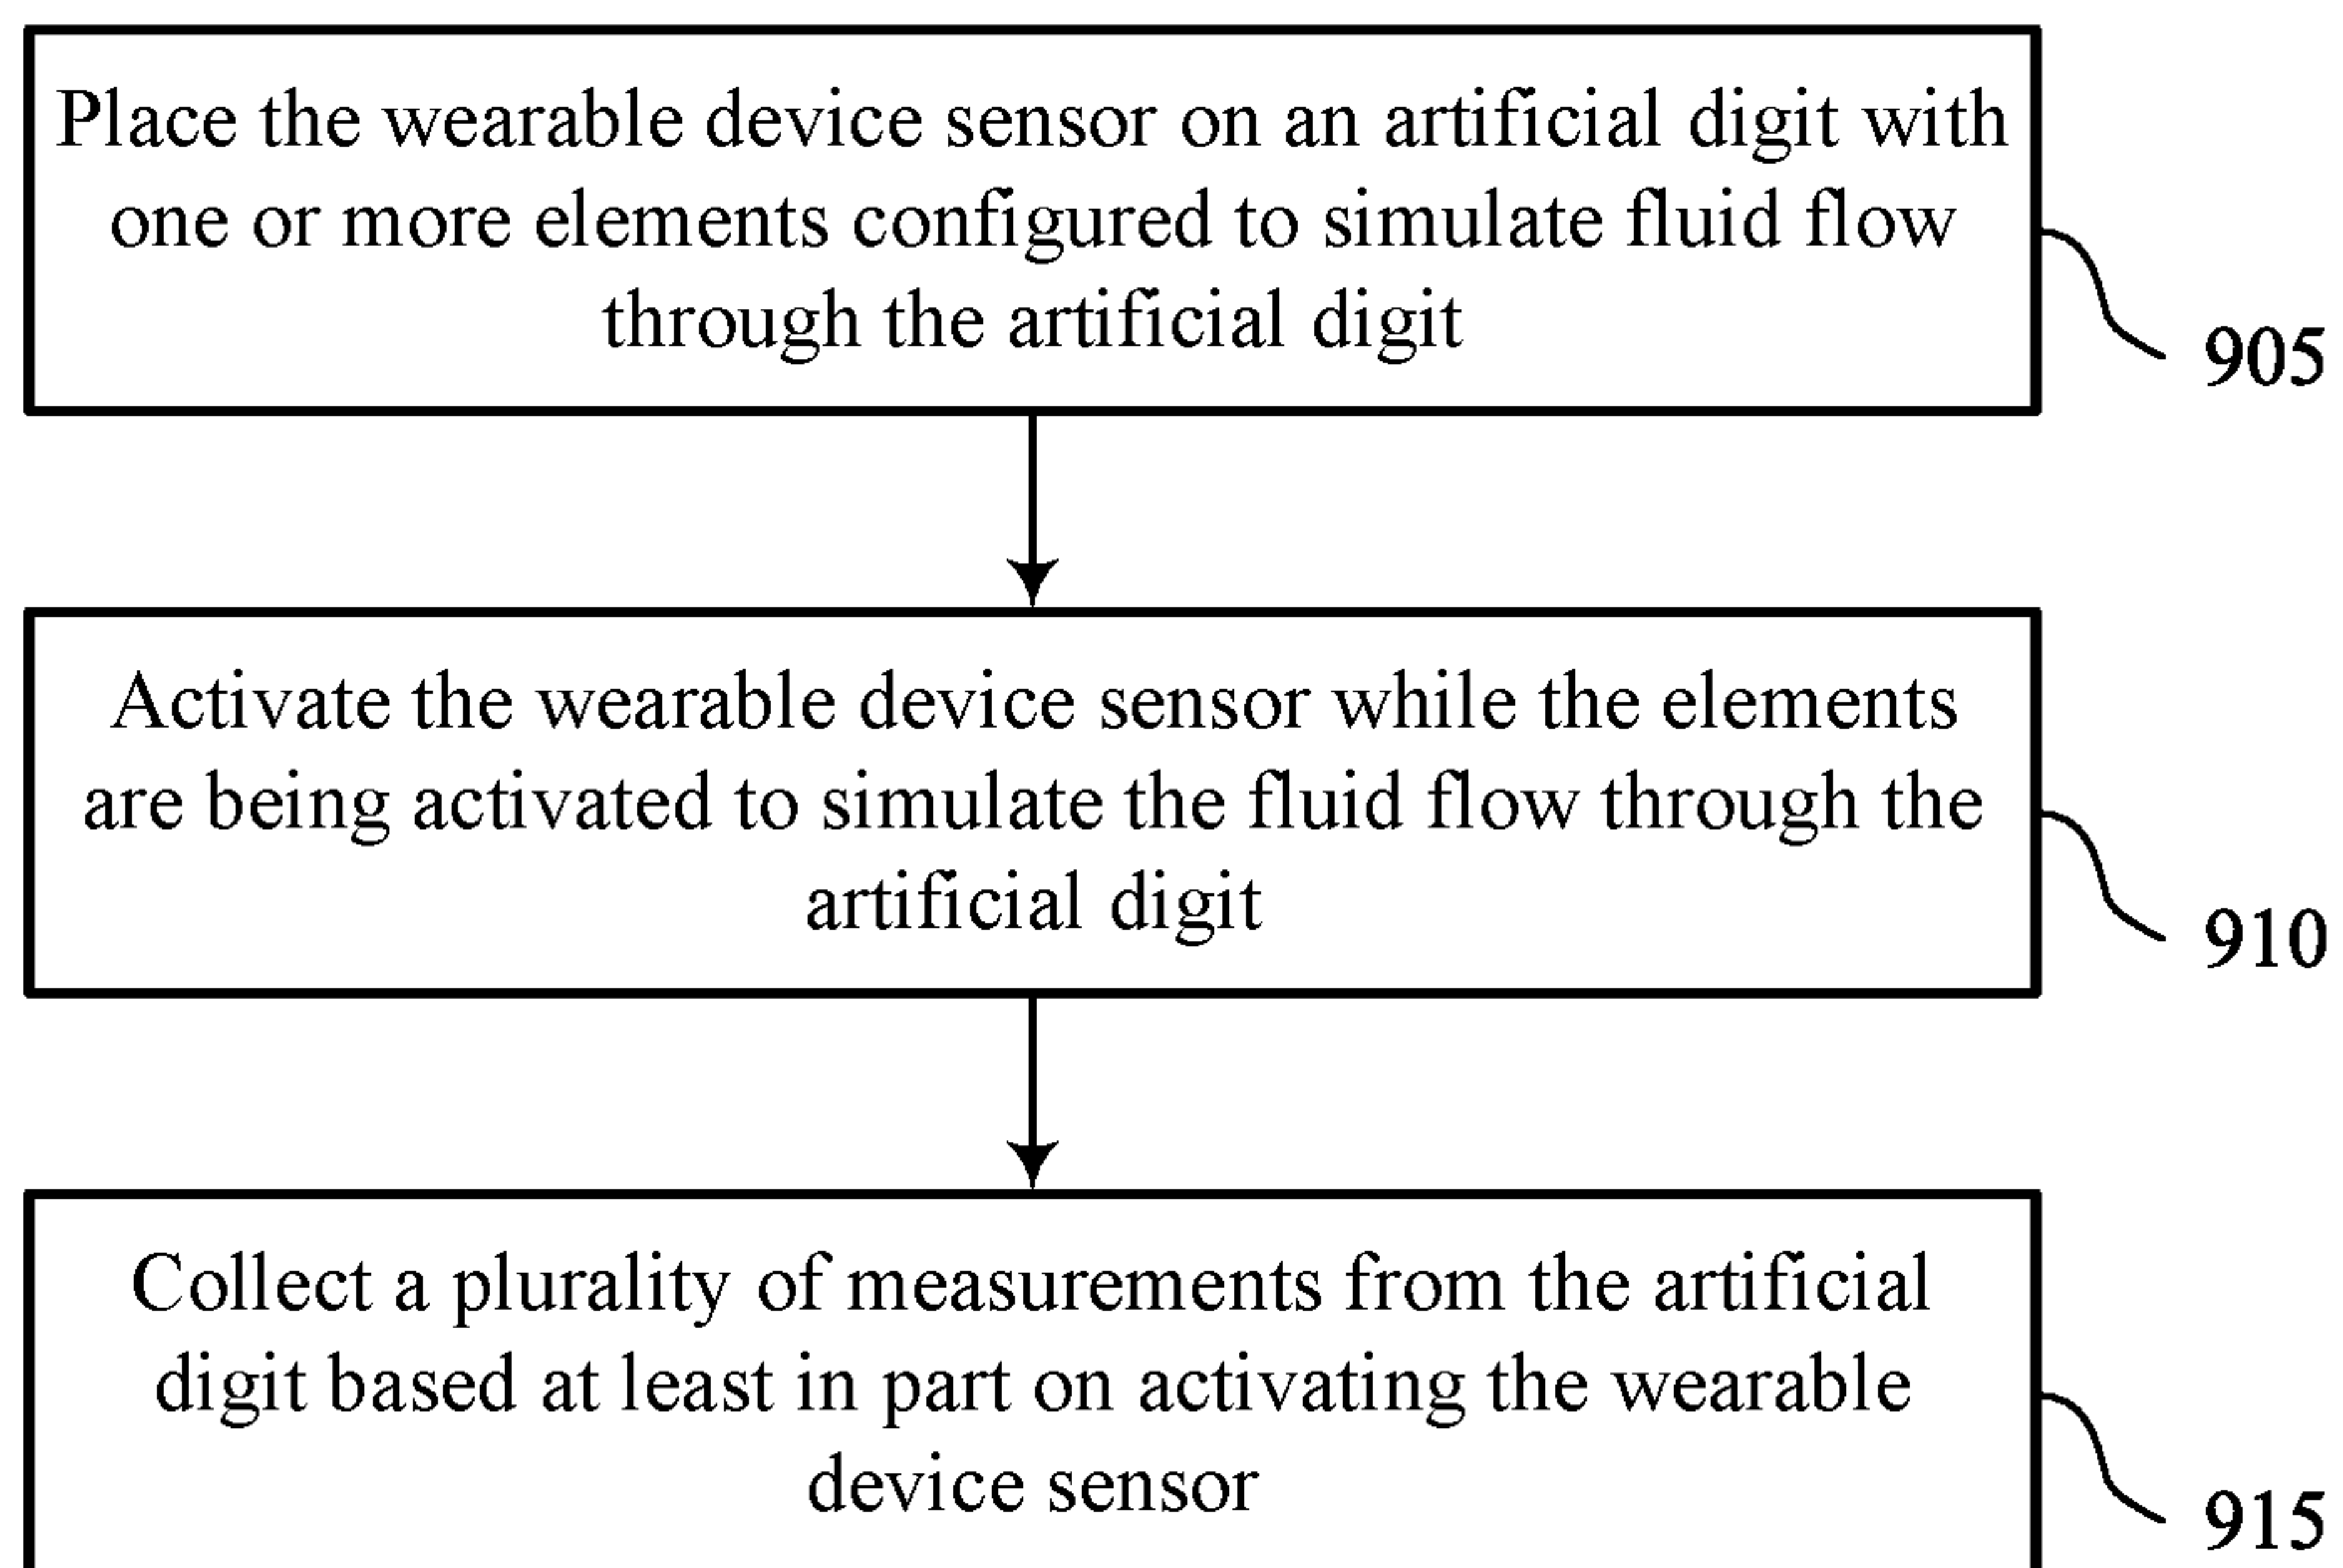 Place the wearable device sensor on an artificial digit with
one or more elements configured to simulate fluid flow
through the artificial digit
905
Activate the wearable device sensor while the elements
are being activated to simulate the fluid flow through the
artificial digit
910
Collect a plurality of measurements from the artificial
digit based at least in part on activating the wearable
device sensor
915